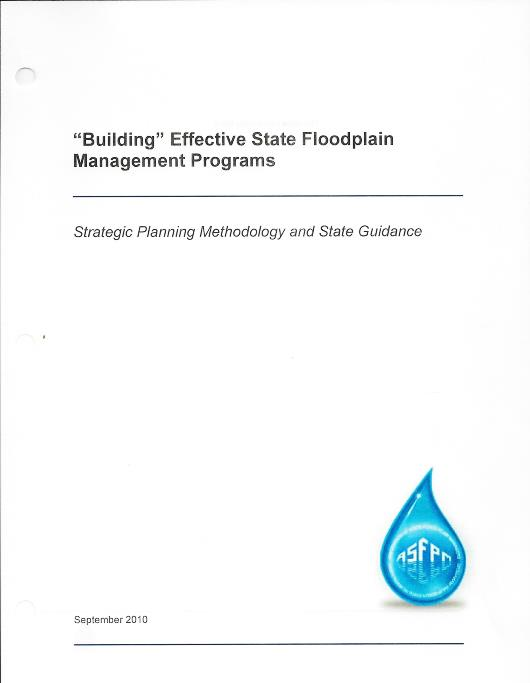 “Building” Effective State Floodplain
Management Programs
Strategic Planning Methodology and State Guidance
ASFPM
September 2010